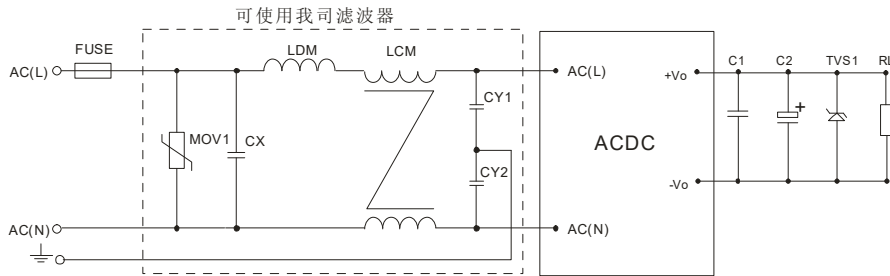 可使用我司滤波器
FUSE
LDM
LCM
AC(L)
AC(L)
+Vo
C1
C2
TVS1
RL
+
MOV1
CX
CY1
CY2
ACDC
-Vo
AC(N)
AC(N)